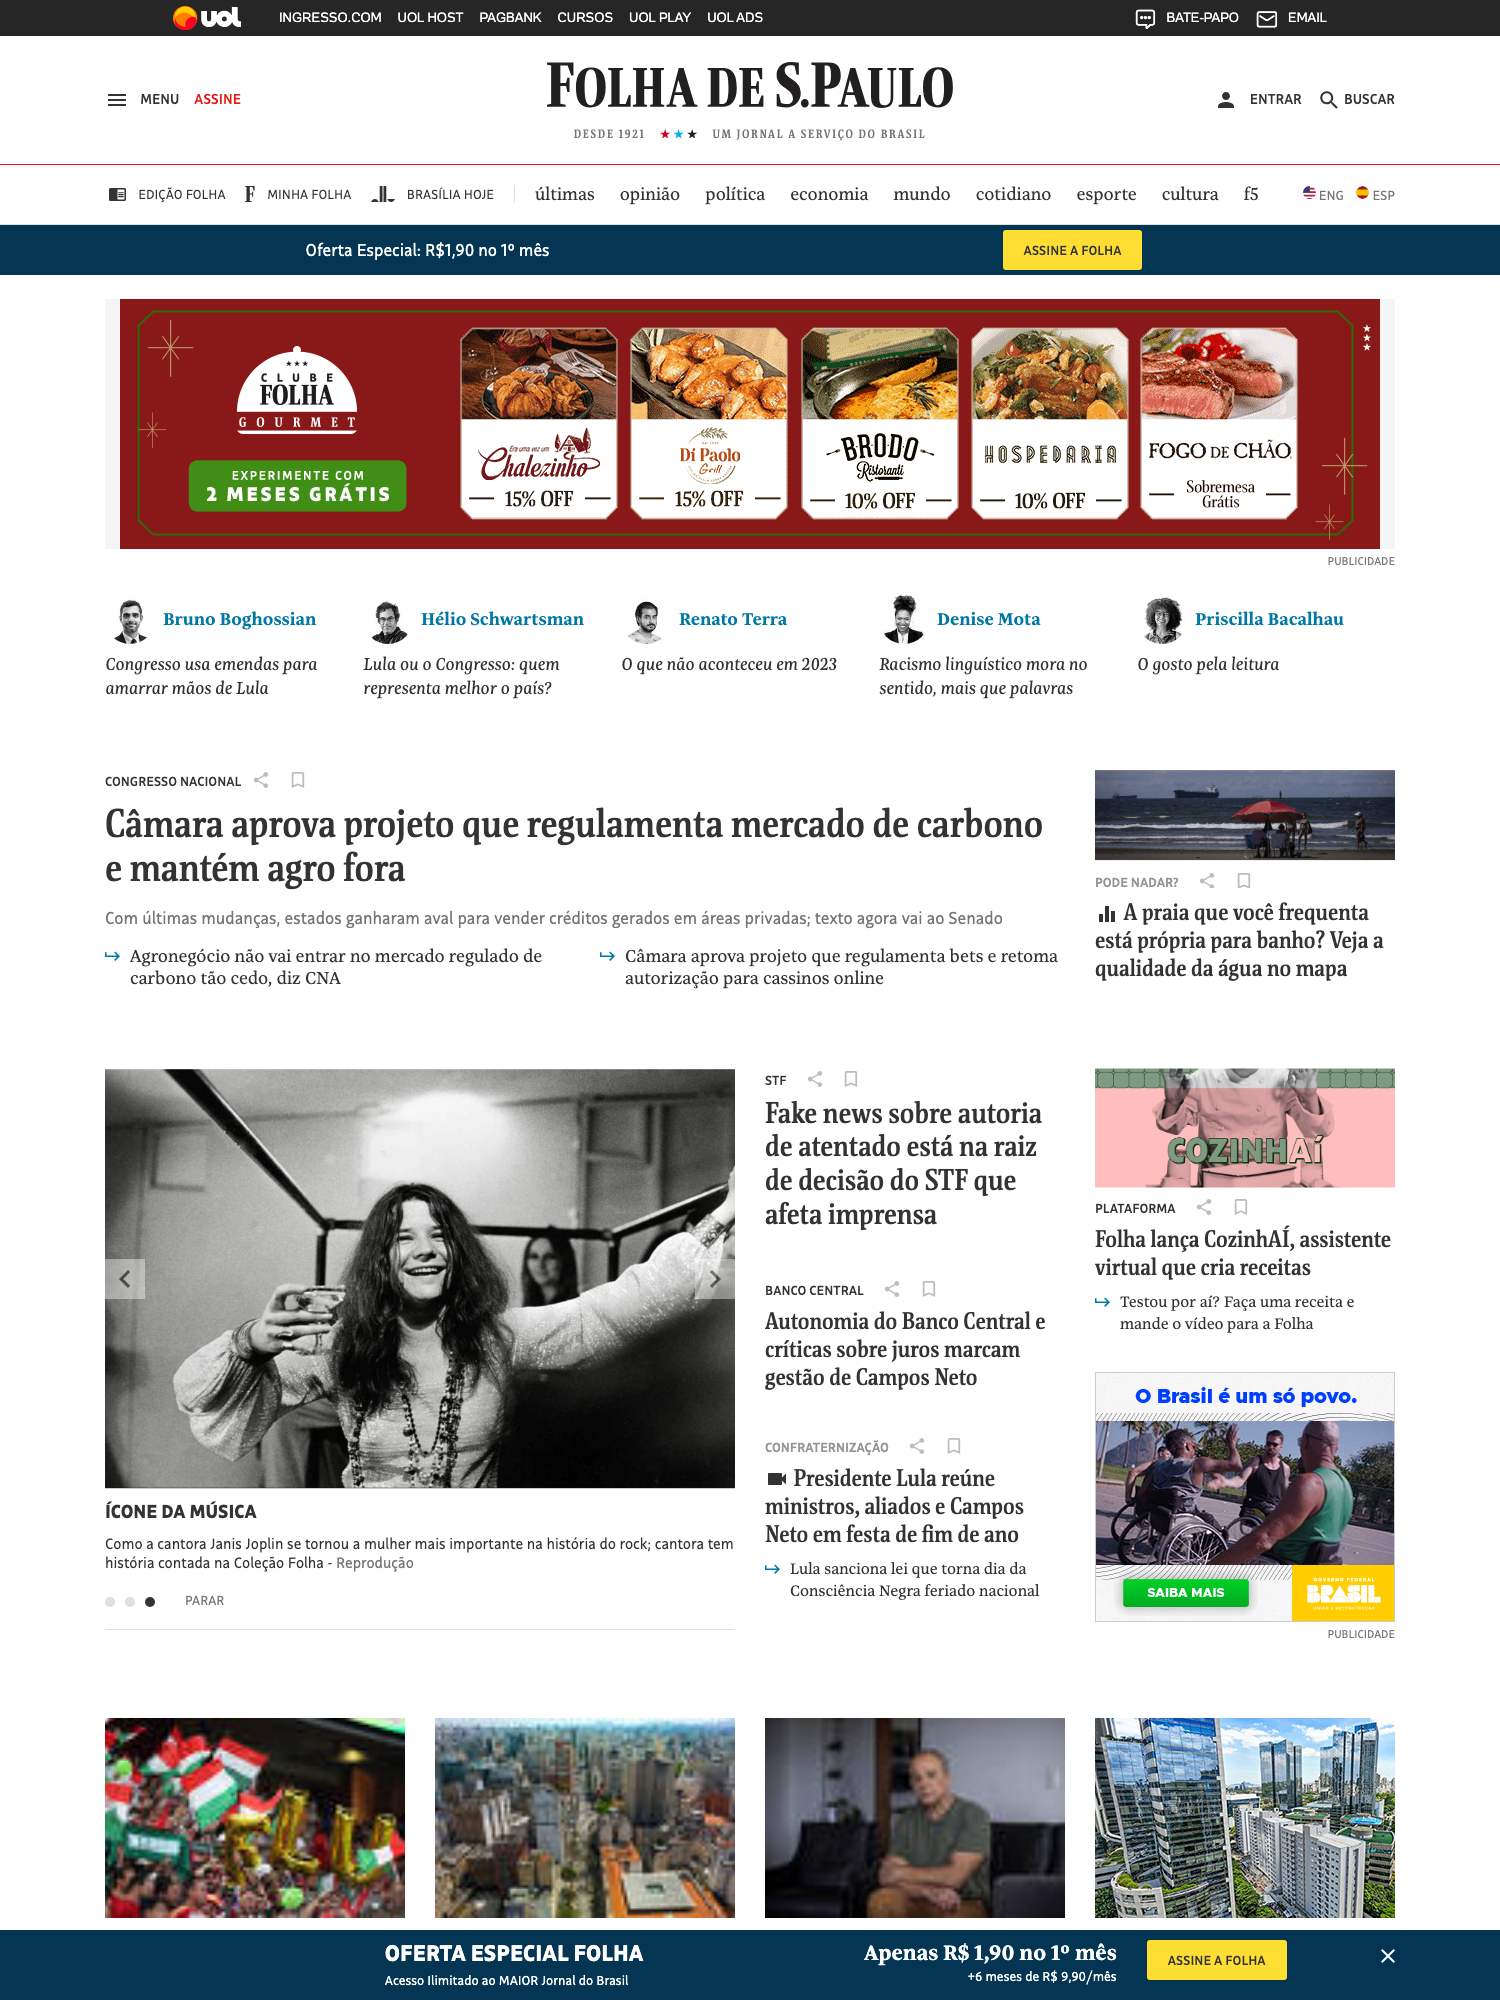 uol INGRESSO.COM UOL HOST PAGBANK CURSOS UOL PLAY UOL ADS BATE-PAPO EMAIL
MENU ASSINE FOLHA DE S.PAULO ENTRAR BUSCAR
DESDE 1921 ★★★ UM JORNAL A SERVIÇO DO BRASIL
EDIÇÃO FOLHA F MINHA FOLHA BRASÍLIA HOJE últimas opinião política economia mundo cotidiano esporte cultura f5 ENG ESP
Oferta Especial: R$1,90 no 1º mês ASSINE A FOLHA
CLUBE
FOLHA
GOURMET
EXPERIMENTE COM
2 MESES GRÁTIS
Era uma vez um
Chalezinho
15% OFF
Di Paolo
Grill
15% OFF
BRODO
Ristoranti
10% OFF
HOSPEDARIA
10% OFF
FOGO DE CHÃO
Sobremesa
Grátis
PUBLICIDADE
Bruno Boghossian
Congresso usa emendas para
amarrar mãos de Lula
Hélio Schwartsman
Lula ou o Congresso: quem
representa melhor o país?
Renato Terra
O que não aconteceu em 2023
Denise Mota
Racismo linguístico mora no
sentido, mais que palavras
Priscilla Bacalhau
O gosto pela leitura
CONGRESSO NACIONAL
Câmara aprova projeto que regulamenta mercado de carbono
e mantém agro fora
Com últimas mudanças, estados ganharam aval para vender créditos gerados em áreas privadas; texto agora vai ao Senado
Agronegócio não vai entrar no mercado regulado de
carbono tão cedo, diz CNA
Câmara aprova projeto que regulamenta bets e retoma
autorização para cassinos online
PODE NADAR?
A praia que você frequenta
está própria para banho? Veja a
qualidade da água no mapa
ÍCONE DA MÚSICA
Como a cantora Janis Joplin se tornou a mulher mais importante na história do rock; cantora tem
história contada na Coleção Folha - Reprodução
PARAR
STF
Fake news sobre autoria
de atentado está na raiz
de decisão do STF que
afeta imprensa
BANCO CENTRAL
Autonomia do Banco Central e
críticas sobre juros marcam
gestão de Campos Neto
CONFRATERNIZAÇÃO
Presidente Lula reúne
ministros, aliados e Campos
Neto em festa de fim de ano
Lula sanciona lei que torna dia da
Consciência Negra feriado nacional
COZINHAÍ
PLATAFORMA
Folha lança CozinhAÍ, assistente
virtual que cria receitas
Testou por aí? Faça uma receita e
mande o vídeo para a Folha
O Brasil é um só povo.
SAIBA MAIS
GOVERNO FEDERAL
BRASIL
UNIÃO E RECONSTRUÇÃO
PUBLICIDADE
OFERTA ESPECIAL FOLHA
Acesso Ilimitado ao MAIOR Jornal do Brasil
Apenas R$ 1,90 no 1º mês
+6 meses de R$ 9,90/mês
ASSINE A FOLHA